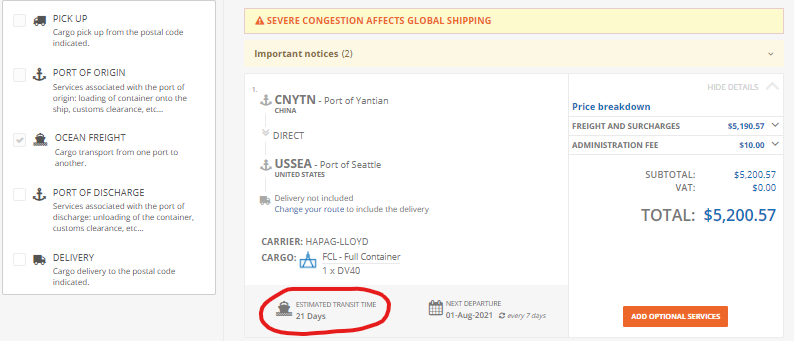 PICK UP
Cargo pick up from the postal code
indicated.
PORT OF ORIGIN
Services associated with the port of
origin: loading of container onto the
ship, customs clearance, etc...
OCEAN FREIGHT
Cargo transport from one port to
another.
PORT OF DISCHARGE
Services associated with the port of
discharge: unloading of the container,
customs clearance, etc...
DELIVERY
Cargo delivery to the postal code
indicated.
SEVERE CONGESTION AFFECTS GLOBAL SHIPPING
Important notices (2)
1.
CNYTN - Port of Yantian
CHINA
DIRECT
USSEA - Port of Seattle
UNITED STATES
Delivery not included
Change your route to include the delivery
CARRIER: HAPAG-LLOYD
CARGO: FCL - Full Container
1 x DV40
ESTIMATED TRANSIT TIME
21 Days
NEXT DEPARTURE
01-Aug-2021 every 7 days
HIDE DETAILS
Price breakdown
FREIGHT AND SURCHARGES $5,190.57
ADMINISTRATION FEE $10.00
SUBTOTAL: $5,200.57
VAT: $0.00
TOTAL: $5,200.57
ADD OPTIONAL SERVICES